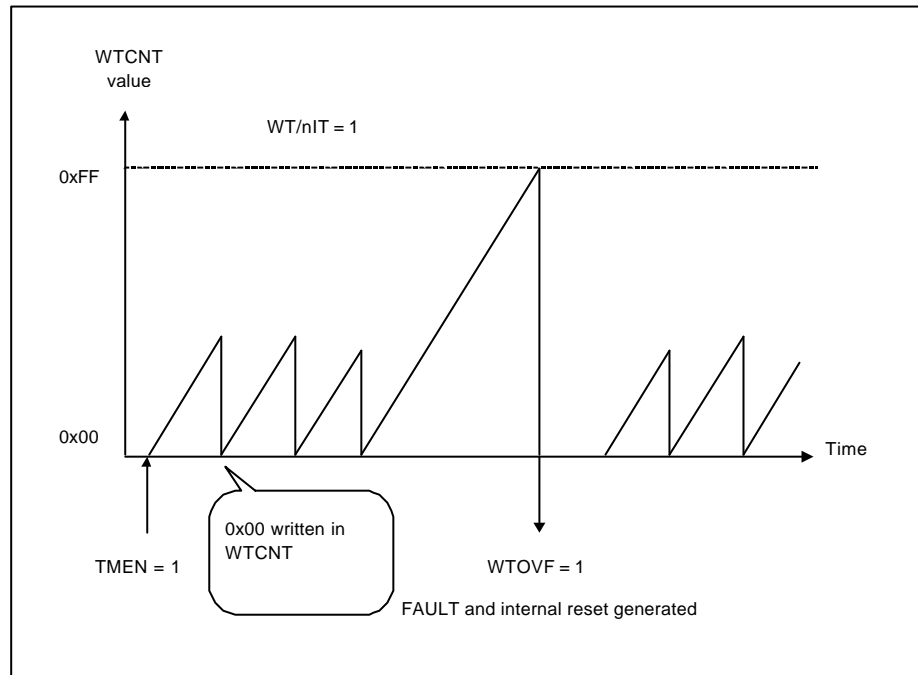 WTCNT
value
WT/nIT = 1
0xFF
0x00
Time
0x00 written in
WTCNT
TMEN = 1
WTOVF = 1
FAULT and internal reset generated